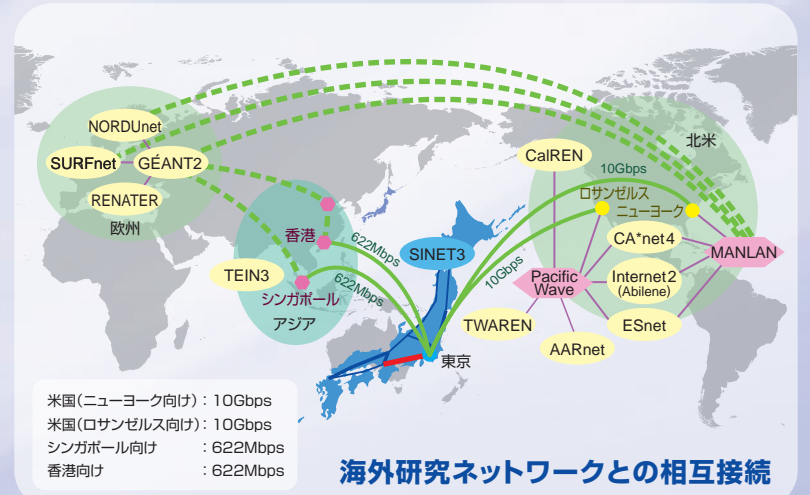 NORDUnet
SURFnet
GÉANT2
RENATER
欧州
香港
TEIN3
シンガポール
アジア
622Mbps
622Mbps
SINET3
東京
10Gbps
10Gbps
北米
CalREN
ロサンゼルス
ニューヨーク
CA*net4
MANLAN
Pacific
Wave
Internet2
(Abilene)
TWAREN
ESnet
AARnet
米国(ニューヨーク向け):10Gbps
米国(ロサンゼルス向け):10Gbps
シンガポール向け :622Mbps
香港向け :622Mbps
海外研究ネットワークとの相互接続